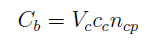 C_b = V_c c_c n_{cp}